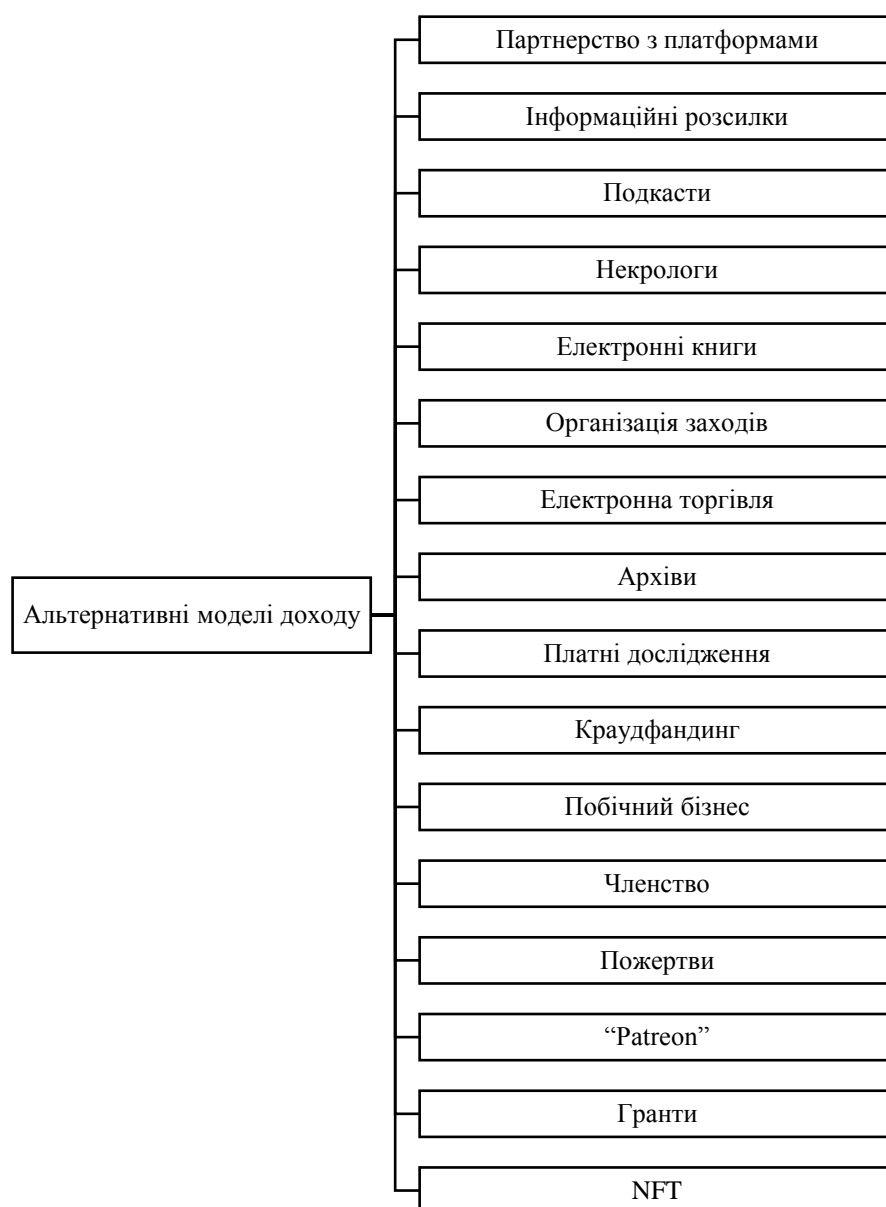 Партнерство з платформами
Інформаційні розсилки
Подкасти
Некрологи
Електронні книги
Організація заходів
Електронна торгівля
Архіви
Альтернативні моделі доходу
Платні дослідження
Краудфандинг
Побічний бізнес
Членство
Пожертви
“Patreon”
Гранти
NFT